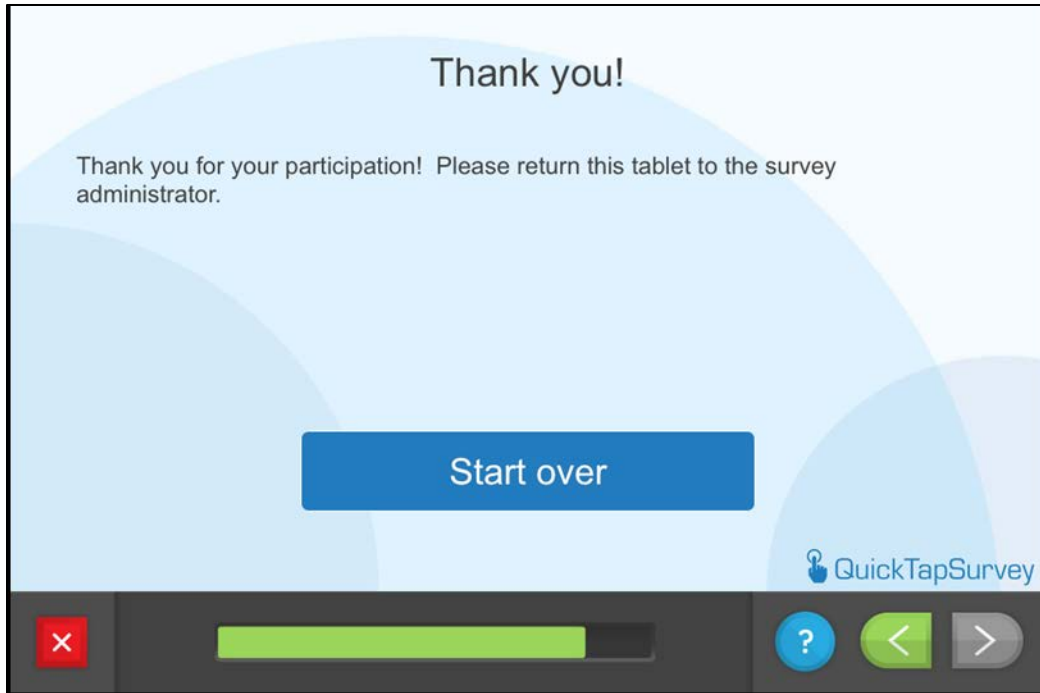 Thank you!
Thank you for your participation!  Please return this tablet to the survey
administrator.
Start over
QuickTapSurvey
?